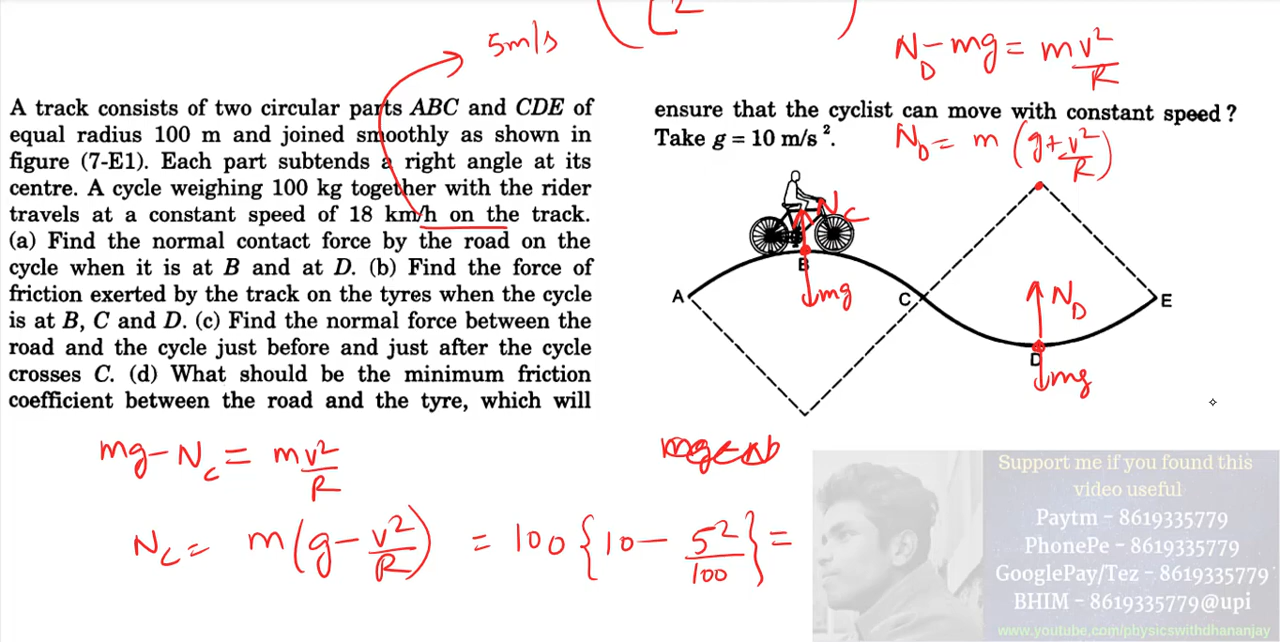 5m/s
( [ 2 )
N_D - mg = mv²/R
A track consists of two circular parts ABC and CDE of
equal radius 100 m and joined smoothly as shown in
figure (7-E1). Each part subtends a right angle at its
centre. A cycle weighing 100 kg together with the rider
travels at a constant speed of 18 km/h on the track.
(a) Find the normal contact force by the road on the
cycle when it is at B and at D. (b) Find the force of
friction exerted by the track on the tyres when the cycle
is at B, C and D. (c) Find the normal force between the
road and the cycle just before and just after the cycle
crosses C. (d) What should be the minimum friction
coefficient between the road and the tyre, which will
ensure that the cyclist can move with constant speed ?
Take g = 10 m/s².
N_D = m (g + v²/R)
N_C
B
mg
A
C
N_D
E
D
mg
mg - N_C = mv²/R
N_C = m(g - v²/R) = 100 {10 - 5²/100} =
Support me if you found this
video useful
Paytm - 8619335779
PhonePe - 8619335779
GooglePay/Tez - 8619335779
BHIM - 8619335779@upi
www.youtube.com/physicswithdhananjay